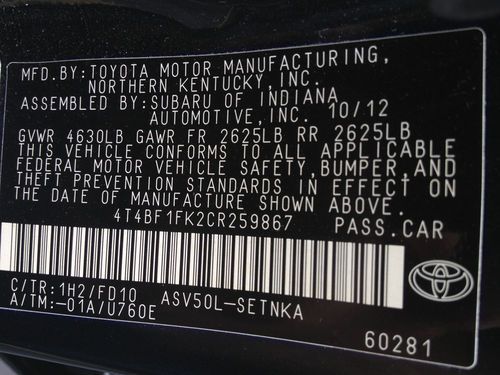 MFD.BY:TOYOTA MOTOR MANUFACTURING,
NORTHERN KENTUCKY,INC.
ASSEMBLED BY:SUBARU OF INDIANA
AUTOMOTIVE,INC. 10/12
GVWR 4630LB GAWR FR 2625LB RR 2625LB
THIS VEHICLE CONFORMS TO ALL APPLICABLE
FEDERAL MOTOR VEHICLE SAFETY,BUMPER,AND
THEFT PREVENTION STANDARDS IN EFFECT ON
THE DATE OF MANUFACTURE SHOWN ABOVE.
4T4BF1FK2CR259867 PASS.CAR
C/TR:1H2/FD10 ASV50L-SETNKA
A/TM:-01A/U760E
60281